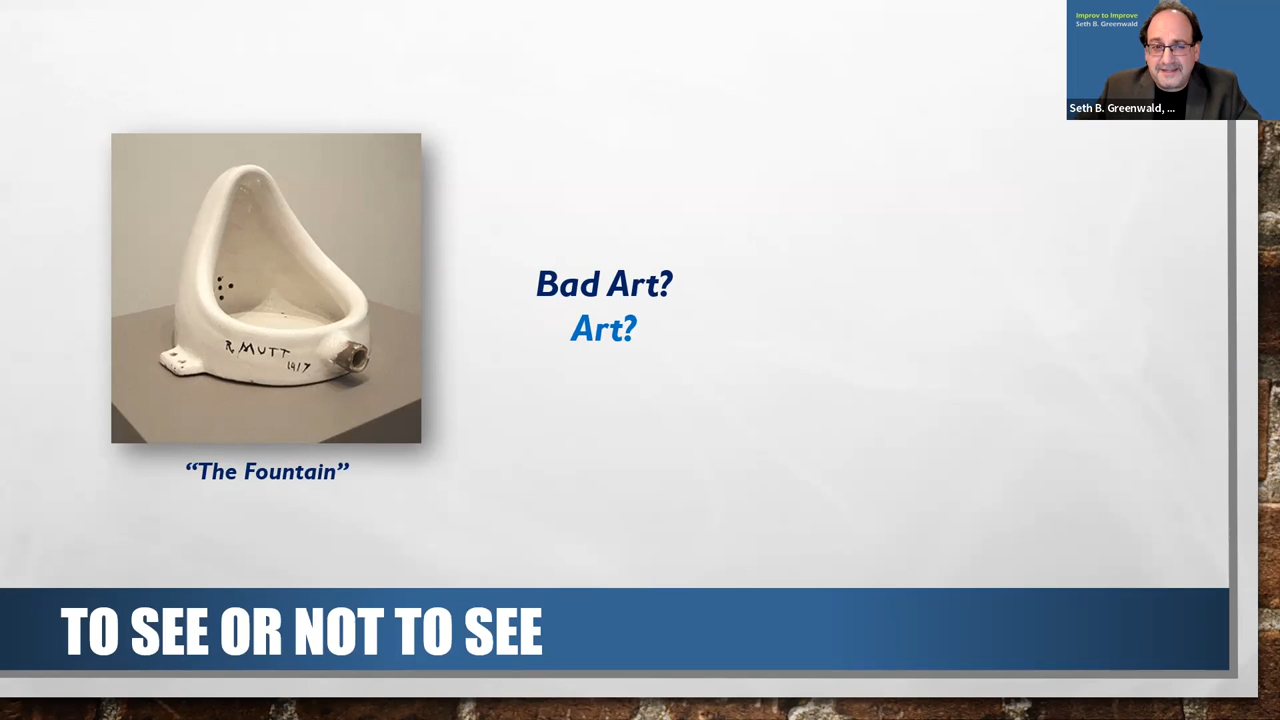 Improv to Improve
Seth B. Greenwald
Seth B. Greenwald, ...
Bad Art?
Art?
R. MUTT
1917
“The Fountain”
TO SEE OR NOT TO SEE